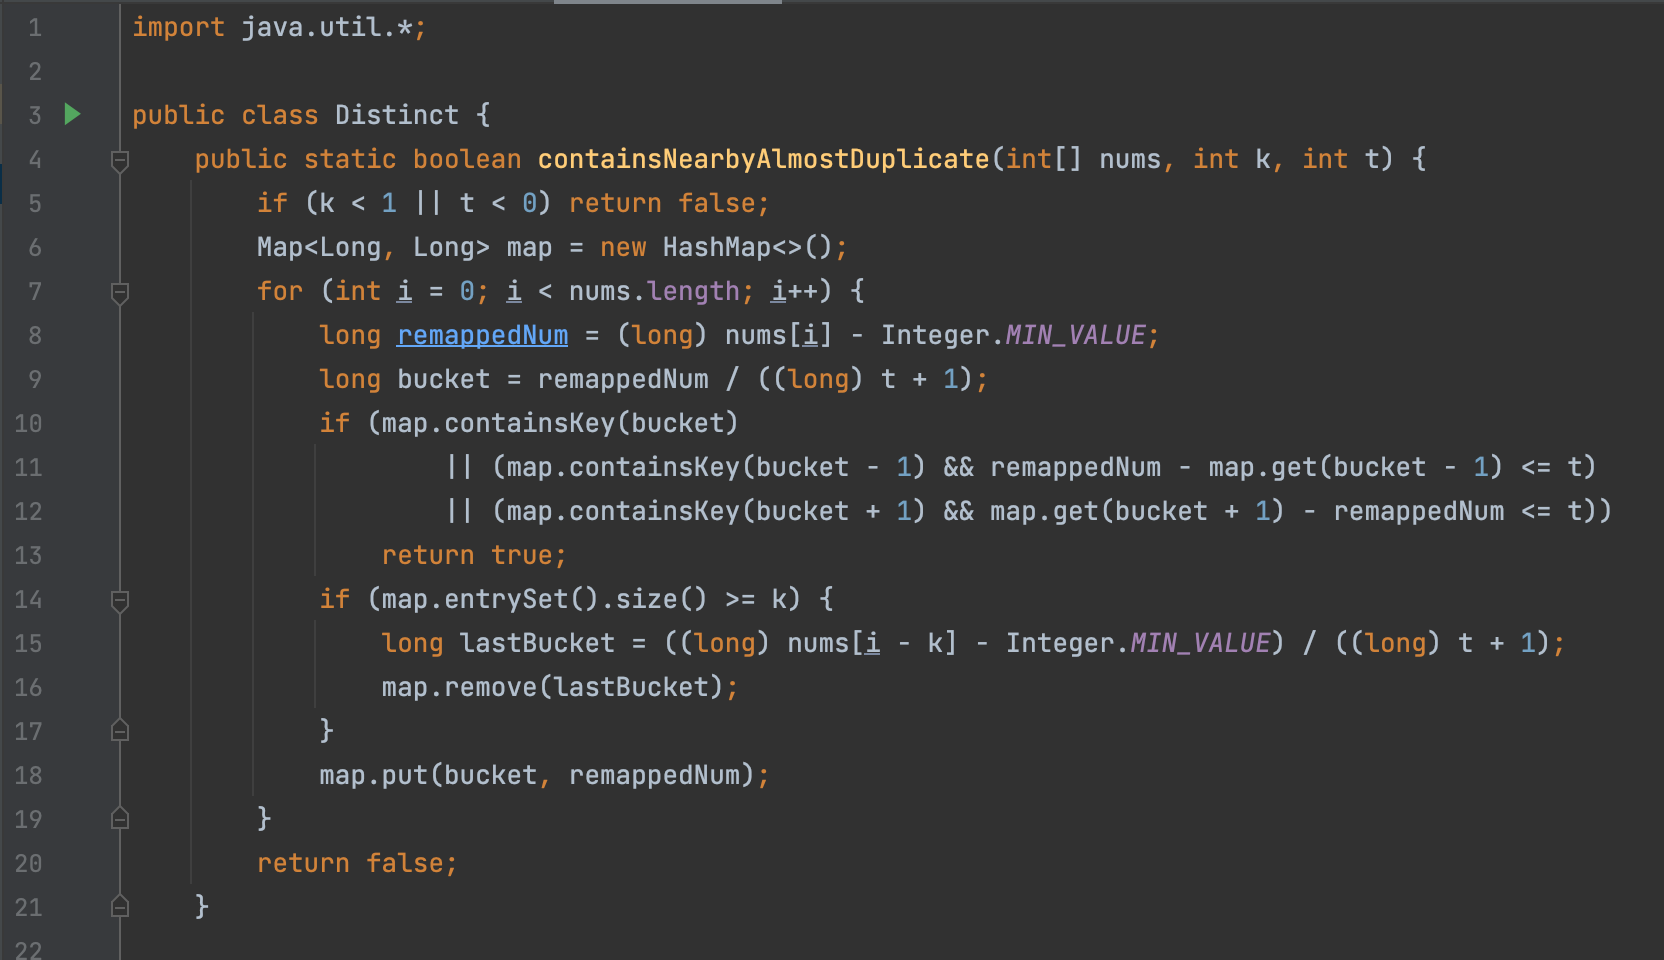 1 import java.util.*;
2
3 public class Distinct {
4     public static boolean containsNearbyAlmostDuplicate(int[] nums, int k, int t) {
5         if (k < 1 || t < 0) return false;
6         Map<Long, Long> map = new HashMap<>();
7         for (int i = 0; i < nums.length; i++) {
8             long remappedNum = (long) nums[i] - Integer.MIN_VALUE;
9             long bucket = remappedNum / ((long) t + 1);
10             if (map.containsKey(bucket)
11                     || (map.containsKey(bucket - 1) && remappedNum - map.get(bucket - 1) <= t)
12                     || (map.containsKey(bucket + 1) && map.get(bucket + 1) - remappedNum <= t))
13                 return true;
14             if (map.entrySet().size() >= k) {
15                 long lastBucket = ((long) nums[i - k] - Integer.MIN_VALUE) / ((long) t + 1);
16                 map.remove(lastBucket);
17             }
18             map.put(bucket, remappedNum);
19         }
20         return false;
21     }
22